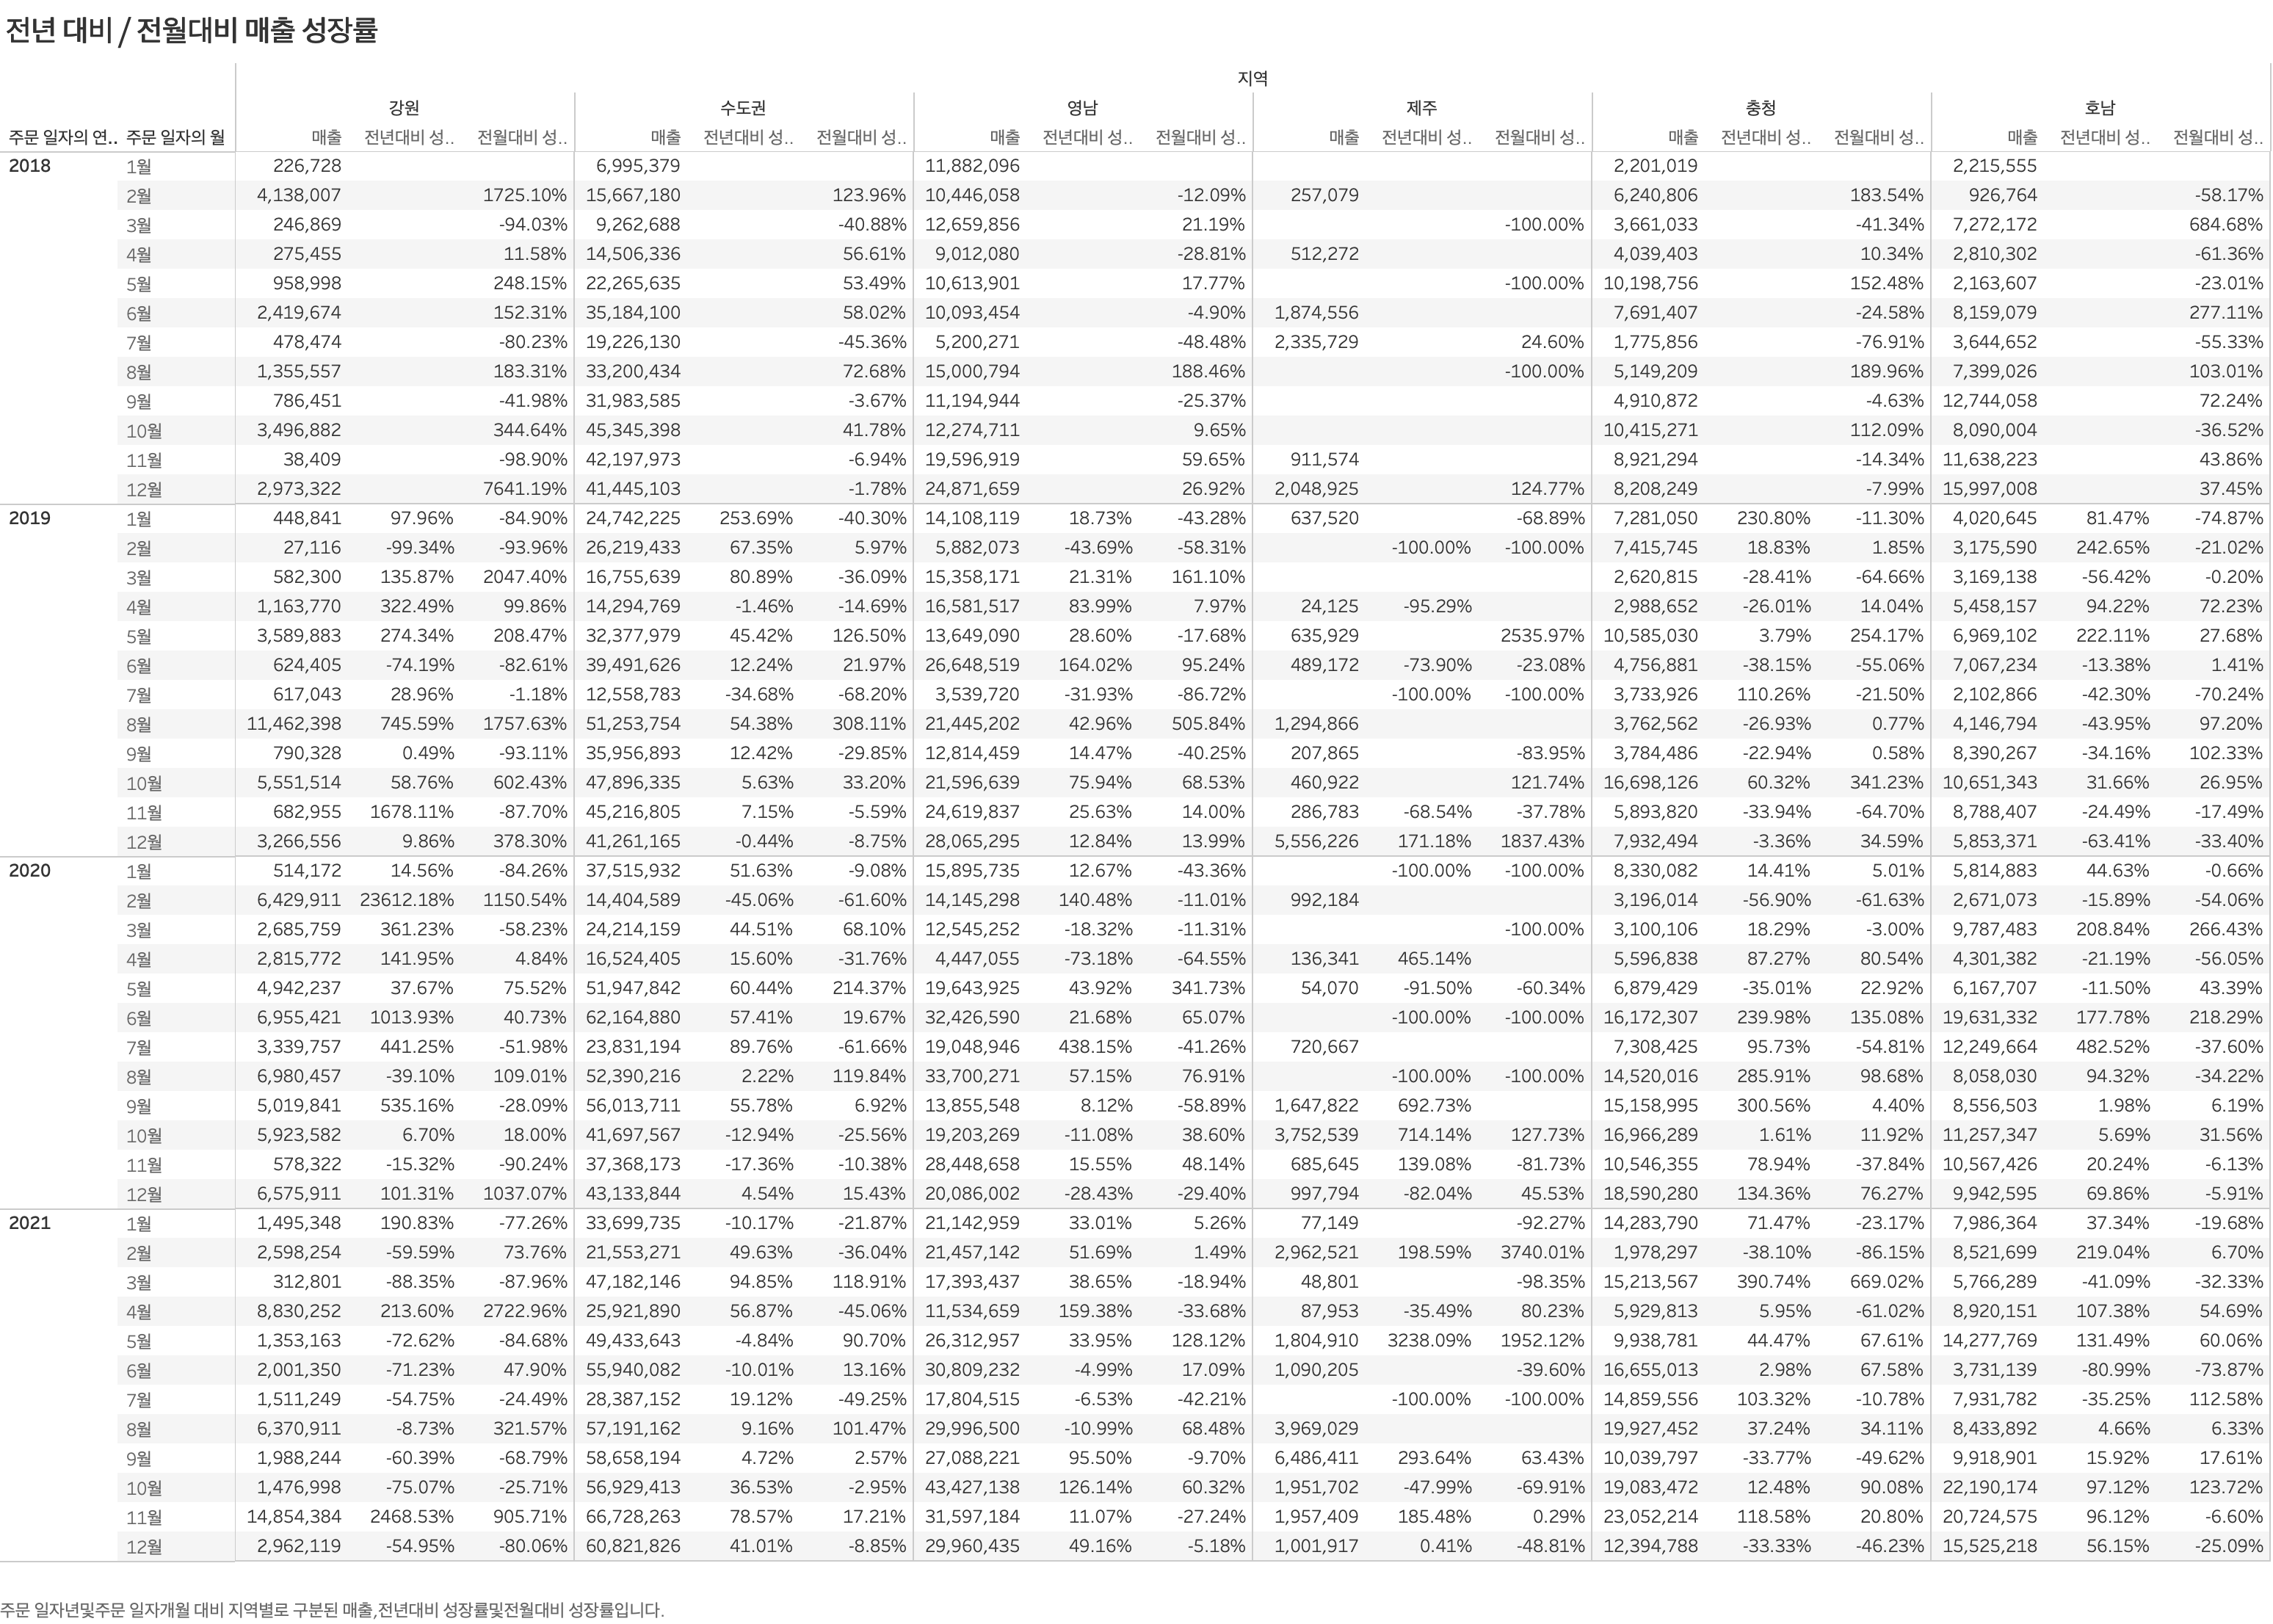 전년 대비 / 전월대비 매출 성장률
지역
강원 수도권 영남 제주 충청 호남
주문 일자의 연.. 주문 일자의 월 매출 전년대비 성.. 전월대비 성.. 매출 전년대비 성.. 전월대비 성.. 매출 전년대비 성.. 전월대비 성.. 매출 전년대비 성.. 전월대비 성.. 매출 전년대비 성.. 전월대비 성.. 매출 전년대비 성.. 전월대비 성..
2018 1월 226,728 6,995,379 11,882,096 2,201,019 2,215,555
2월 4,138,007 1725.10% 15,667,180 123.96% 10,446,058 -12.09% 257,079 6,240,806 183.54% 926,764 -58.17%
3월 246,869 -94.03% 9,262,688 -40.88% 12,659,856 21.19% -100.00% 3,661,033 -41.34% 7,272,172 684.68%
4월 275,455 11.58% 14,506,336 56.61% 9,012,080 -28.81% 512,272 4,039,403 10.34% 2,810,302 -61.36%
5월 958,998 248.15% 22,265,635 53.49% 10,613,901 17.77% -100.00% 10,198,756 152.48% 2,163,607 -23.01%
6월 2,419,674 152.31% 35,184,100 58.02% 10,093,454 -4.90% 1,874,556 7,691,407 -24.58% 8,159,079 277.11%
7월 478,474 -80.23% 19,226,130 -45.36% 5,200,271 -48.48% 2,335,729 24.60% 1,775,856 -76.91% 3,644,652 -55.33%
8월 1,355,557 183.31% 33,200,434 72.68% 15,000,794 188.46% -100.00% 5,149,209 189.96% 7,399,026 103.01%
9월 786,451 -41.98% 31,983,585 -3.67% 11,194,944 -25.37% 4,910,872 -4.63% 12,744,058 72.24%
10월 3,496,882 344.64% 45,345,398 41.78% 12,274,711 9.65% 10,415,271 112.09% 8,090,004 -36.52%
11월 38,409 -98.90% 42,197,973 -6.94% 19,596,919 59.65% 911,574 8,921,294 -14.34% 11,638,223 43.86%
12월 2,973,322 7641.19% 41,445,103 -1.78% 24,871,659 26.92% 2,048,925 124.77% 8,208,249 -7.99% 15,997,008 37.45%
2019 1월 448,841 97.96% -84.90% 24,742,225 253.69% -40.30% 14,108,119 18.73% -43.28% 637,520 -68.89% 7,281,050 230.80% -11.30% 4,020,645 81.47% -74.87%
2월 27,116 -99.34% -93.96% 26,219,433 67.35% 5.97% 5,882,073 -43.69% -58.31% -100.00% -100.00% 7,415,745 18.83% 1.85% 3,175,590 242.65% -21.02%
3월 582,300 135.87% 2047.40% 16,755,639 80.89% -36.09% 15,358,171 21.31% 161.10% 2,620,815 -28.41% -64.66% 3,169,138 -56.42% -0.20%
4월 1,163,770 322.49% 99.86% 14,294,769 -1.46% -14.69% 16,581,517 83.99% 7.97% 24,125 -95.29% 2,988,652 -26.01% 14.04% 5,458,157 94.22% 72.23%
5월 3,589,883 274.34% 208.47% 32,377,979 45.42% 126.50% 13,649,090 28.60% -17.68% 635,929 2535.97% 10,585,030 3.79% 254.17% 6,969,102 222.11% 27.68%
6월 624,405 -74.19% -82.61% 39,491,626 12.24% 21.97% 26,648,519 164.02% 95.24% 489,172 -73.90% -23.08% 4,756,881 -38.15% -55.06% 7,067,234 -13.38% 1.41%
7월 617,043 28.96% -1.18% 12,558,783 -34.68% -68.20% 3,539,720 -31.93% -86.72% -100.00% -100.00% 3,733,926 110.26% -21.50% 2,102,866 -42.30% -70.24%
8월 11,462,398 745.59% 1757.63% 51,253,754 54.38% 308.11% 21,445,202 42.96% 505.84% 1,294,866 3,762,562 -26.93% 0.77% 4,146,794 -43.95% 97.20%
9월 790,328 0.49% -93.11% 35,956,893 12.42% -29.85% 12,814,459 14.47% -40.25% 207,865 -83.95% 3,784,486 -22.94% 0.58% 8,390,267 -34.16% 102.33%
10월 5,551,514 58.76% 602.43% 47,896,335 5.63% 33.20% 21,596,639 75.94% 68.53% 460,922 121.74% 16,698,126 60.32% 341.23% 10,651,343 31.66% 26.95%
11월 682,955 1678.11% -87.70% 45,216,805 7.15% -5.59% 24,619,837 25.63% 14.00% 286,783 -68.54% -37.78% 5,893,820 -33.94% -64.70% 8,788,407 -24.49% -17.49%
12월 3,266,556 9.86% 378.30% 41,261,165 -0.44% -8.75% 28,065,295 12.84% 13.99% 5,556,226 171.18% 1837.43% 7,932,494 -3.36% 34.59% 5,853,371 -63.41% -33.40%
2020 1월 514,172 14.56% -84.26% 37,515,932 51.63% -9.08% 15,895,735 12.67% -43.36% -100.00% -100.00% 8,330,082 14.41% 5.01% 5,814,883 44.63% -0.66%
2월 6,429,911 23612.18% 1150.54% 14,404,589 -45.06% -61.60% 14,145,298 140.48% -11.01% 992,184 3,196,014 -56.90% -61.63% 2,671,073 -15.89% -54.06%
3월 2,685,759 361.23% -58.23% 24,214,159 44.51% 68.10% 12,545,252 -18.32% -11.31% -100.00% 3,100,106 18.29% -3.00% 9,787,483 208.84% 266.43%
4월 2,815,772 141.95% 4.84% 16,524,405 15.60% -31.76% 4,447,055 -73.18% -64.55% 136,341 465.14% 5,596,838 87.27% 80.54% 4,301,382 -21.19% -56.05%
5월 4,942,237 37.67% 75.52% 51,947,842 60.44% 214.37% 19,643,925 43.92% 341.73% 54,070 -91.50% -60.34% 6,879,429 -35.01% 22.92% 6,167,707 -11.50% 43.39%
6월 6,955,421 1013.93% 40.73% 62,164,880 57.41% 19.67% 32,426,590 21.68% 65.07% -100.00% -100.00% 16,172,307 239.98% 135.08% 19,631,332 177.78% 218.29%
7월 3,339,757 441.25% -51.98% 23,831,194 89.76% -61.66% 19,048,946 438.15% -41.26% 720,667 7,308,425 95.73% -54.81% 12,249,664 482.52% -37.60%
8월 6,980,457 -39.10% 109.01% 52,390,216 2.22% 119.84% 33,700,271 57.15% 76.91% -100.00% -100.00% 14,520,016 285.91% 98.68% 8,058,030 94.32% -34.22%
9월 5,019,841 535.16% -28.09% 56,013,711 55.78% 6.92% 13,855,548 8.12% -58.89% 1,647,822 692.73% 15,158,995 300.56% 4.40% 8,556,503 1.98% 6.19%
10월 5,923,582 6.70% 18.00% 41,697,567 -12.94% -25.56% 19,203,269 -11.08% 38.60% 3,752,539 714.14% 127.73% 16,966,289 1.61% 11.92% 11,257,347 5.69% 31.56%
11월 578,322 -15.32% -90.24% 37,368,173 -17.36% -10.38% 28,448,658 15.55% 48.14% 685,645 139.08% -81.73% 10,546,355 78.94% -37.84% 10,567,426 20.24% -6.13%
12월 6,575,911 101.31% 1037.07% 43,133,844 4.54% 15.43% 20,086,002 -28.43% -29.40% 997,794 -82.04% 45.53% 18,590,280 134.36% 76.27% 9,942,595 69.86% -5.91%
2021 1월 1,495,348 190.83% -77.26% 33,699,735 -10.17% -21.87% 21,142,959 33.01% 5.26% 77,149 -92.27% 14,283,790 71.47% -23.17% 7,986,364 37.34% -19.68%
2월 2,598,254 -59.59% 73.76% 21,553,271 49.63% -36.04% 21,457,142 51.69% 1.49% 2,962,521 198.59% 3740.01% 1,978,297 -38.10% -86.15% 8,521,699 219.04% 6.70%
3월 312,801 -88.35% -87.96% 47,182,146 94.85% 118.91% 17,393,437 38.65% -18.94% 48,801 -98.35% 15,213,567 390.74% 669.02% 5,766,289 -41.09% -32.33%
4월 8,830,252 213.60% 2722.96% 25,921,890 56.87% -45.06% 11,534,659 159.38% -33.68% 87,953 -35.49% 80.23% 5,929,813 5.95% -61.02% 8,920,151 107.38% 54.69%
5월 1,353,163 -72.62% -84.68% 49,433,643 -4.84% 90.70% 26,312,957 33.95% 128.12% 1,804,910 3238.09% 1952.12% 9,938,781 44.47% 67.61% 14,277,769 131.49% 60.06%
6월 2,001,350 -71.23% 47.90% 55,940,082 -10.01% 13.16% 30,809,232 -4.99% 17.09% 1,090,205 -39.60% 16,655,013 2.98% 67.58% 3,731,139 -80.99% -73.87%
7월 1,511,249 -54.75% -24.49% 28,387,152 19.12% -49.25% 17,804,515 -6.53% -42.21% -100.00% -100.00% 14,859,556 103.32% -10.78% 7,931,782 -35.25% 112.58%
8월 6,370,911 -8.73% 321.57% 57,191,162 9.16% 101.47% 29,996,500 -10.99% 68.48% 3,969,029 19,927,452 37.24% 34.11% 8,433,892 4.66% 6.33%
9월 1,988,244 -60.39% -68.79% 58,658,194 4.72% 2.57% 27,088,221 95.50% -9.70% 6,486,411 293.64% 63.43% 10,039,797 -33.77% -49.62% 9,918,901 15.92% 17.61%
10월 1,476,998 -75.07% -25.71% 56,929,413 36.53% -2.95% 43,427,138 126.14% 60.32% 1,951,702 -47.99% -69.91% 19,083,472 12.48% 90.08% 22,190,174 97.12% 123.72%
11월 14,854,384 2468.53% 905.71% 66,728,263 78.57% 17.21% 31,597,184 11.07% -27.24% 1,957,409 185.48% 0.29% 23,052,214 118.58% 20.80% 20,724,575 96.12% -6.60%
12월 2,962,119 -54.95% -80.06% 60,821,826 41.01% -8.85% 29,960,435 49.16% -5.18% 1,001,917 0.41% -48.81% 12,394,788 -33.33% -46.23% 15,525,218 56.15% -25.09%
주문 일자년및주문 일자개월 대비 지역별로 구분된 매출,전년대비 성장률및전월대비 성장률입니다.